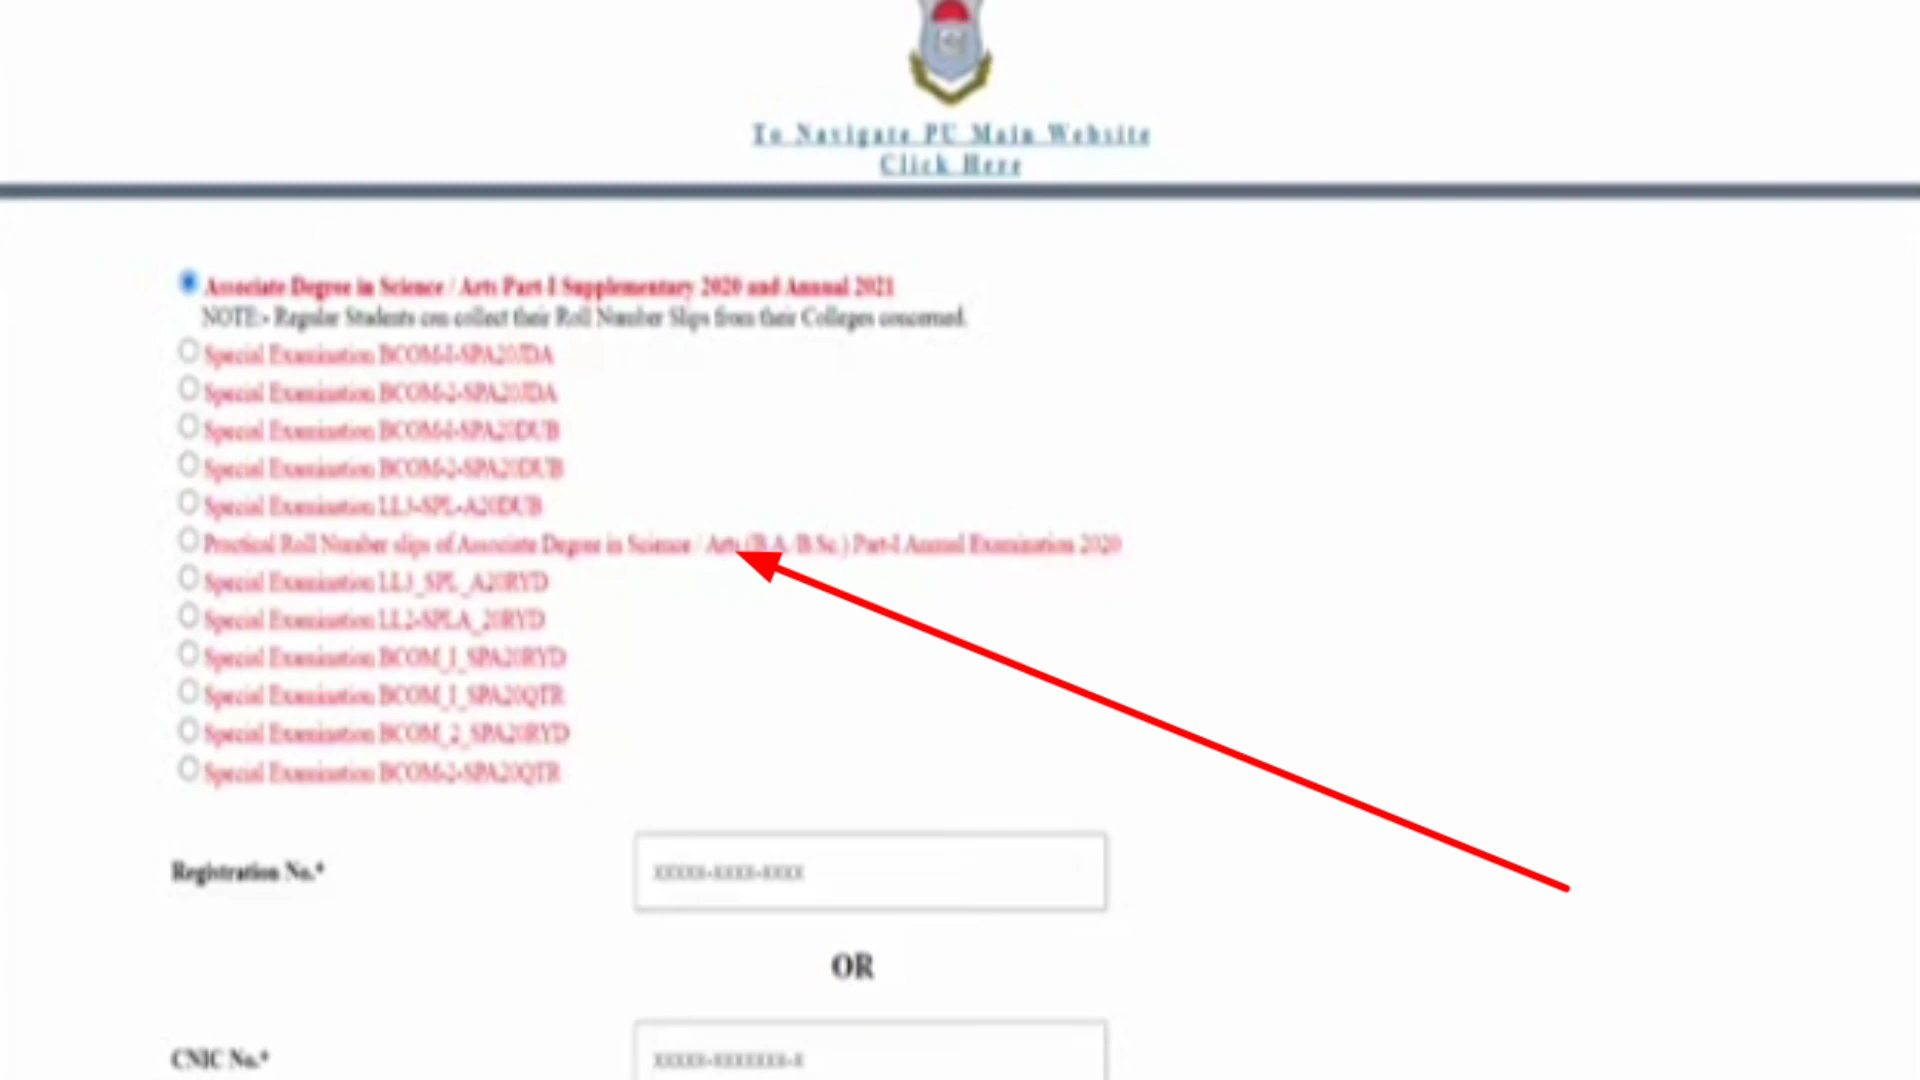 To Navigate PU Main Website
Click Here
Associate Degree in Science / Arts Part-I Supplementary 2020 and Annual 2021
NOTE:- Regular Students can collect their Roll Number Slips from their Colleges concerned.
Special Examination BCOM-I-SPA20JDA
Special Examination BCOM-2-SPA20JDA
Special Examination BCOM-I-SPA20DUB
Special Examination BCOM-2-SPA20DUB
Special Examination LL3-SPL-A20DUB
Practical Roll Number slips of Associate Degree in Science / Arts (B.A./B.Sc.) Part-I Annual Examination 2020
Special Examination LL3_SPL_A20RYD
Special Examination LL2-SPLA_20RYD
Special Examination BCOM_I_SPA20RYD
Special Examination BCOM_I_SPA20QTR
Special Examination BCOM_2_SPA20RYD
Special Examination BCOM-2-SPA20QTR
Registration No.*
xxxxx-xxxx-xxxx
OR
CNIC No.*
xxxxx-xxxxxxx-x